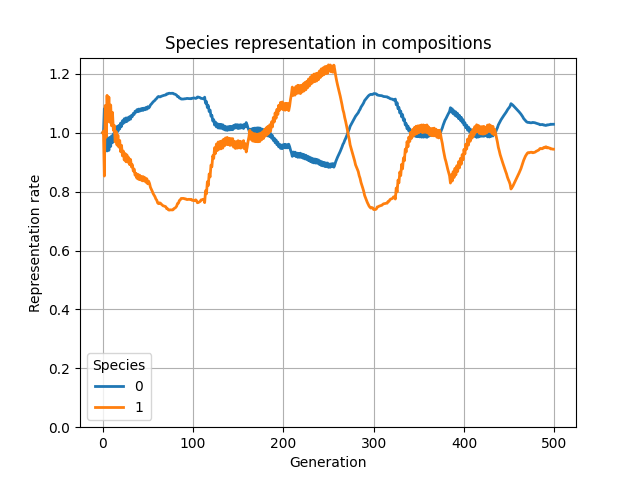 Species representation in compositions
Representation rate
1.2
1.0
0.8
0.6
0.4
0.2
0.0
Species
0
1
0 100 200 300 400 500
Generation